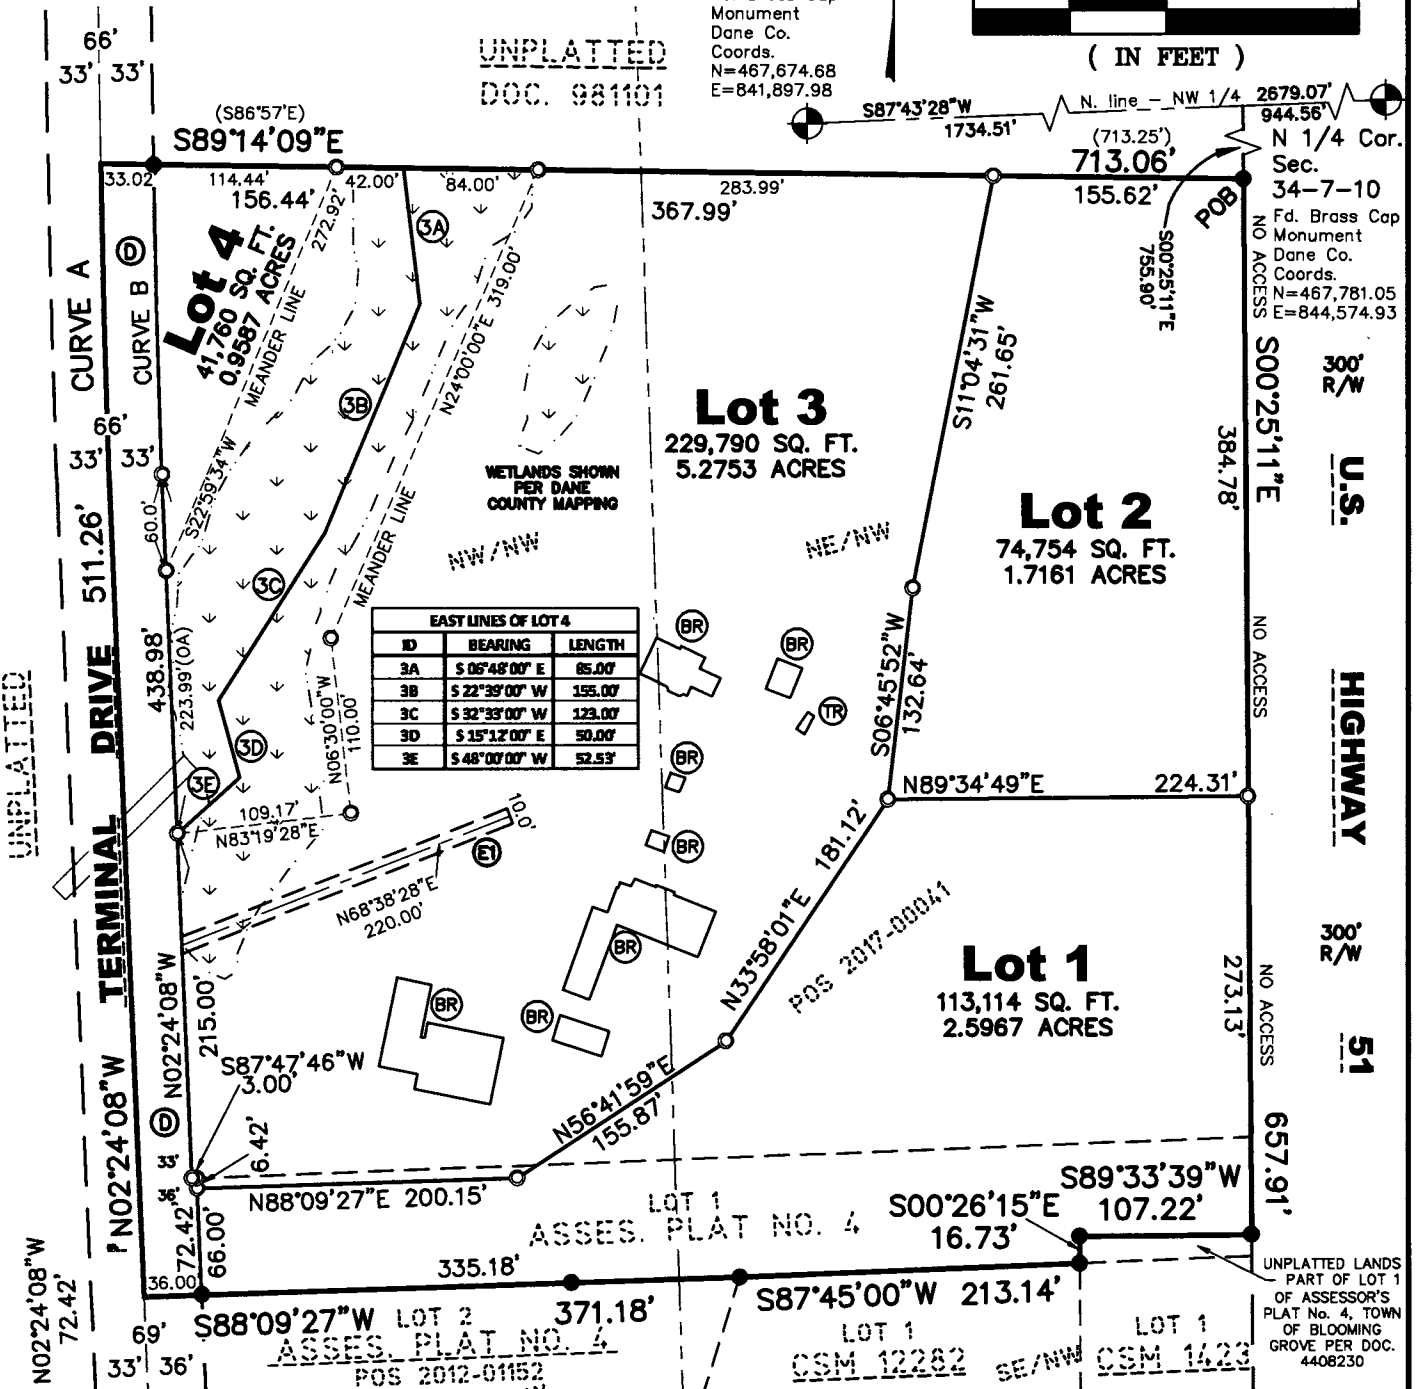 Monument
Dane Co.
Coords.
N=467,674.68
E=841,897.98
( IN FEET )
UNPLATTED
DOC. 981101
66'
33' 33'
(S86°57'E)
S89°14'09"E
S87°43'28"W
1734.51'
N. line - NW 1/4
2679.07'
944.56'
(713.25')
713.06'
155.62'
N 1/4 Cor.
Sec.
34-7-10
Fd. Brass Cap
Monument
Dane Co.
Coords.
N=467,781.05
E=844,574.93
POB
S00°25'11"E
755.90'
33.02'
114.44'
156.44'
42.00'
84.00'
283.99'
367.99'
272.92'
3A
D
CURVE A
CURVE B
Lot 4
41,760 SQ. FT.
0.9587 ACRES
MEANDER LINE
S22°59'34"W
N24°00'00"E 319.00'
MEANDER LINE
3B
3C
3D
3E
66'
33' 33'
60.0'
511.26'
438.98'
223.99'(OA)
WETLANDS SHOWN
PER DANE
COUNTY MAPPING
NW/NW
NE/NW
Lot 3
229,790 SQ. FT.
5.2753 ACRES
S11°04'31"W
261.65'
Lot 2
74,754 SQ. FT.
1.7161 ACRES
NO ACCESS
S00°25'11"E
384.78'
300'
R/W
U.S.
HIGHWAY
51
NO ACCESS
EAST LINES OF LOT 4
ID BEARING LENGTH
3A S 06°48'00" E 85.00'
3B S 22°39'00" W 155.00'
3C S 32°33'00" W 123.00'
3D S 15°12'00" E 50.00'
3E S 48°00'00" W 52.53'
N06°30'00"W
110.00'
BR
BR
TR
BR
BR
BR
BR
BR
S06°45'52"W
132.64'
N89°34'49"E
224.31'
UNPLATTED
TERMINAL DRIVE
109.17'
N83°19'28"E
10.0'
E1
N68°38'28"E
220.00'
181.12'
N33°58'01"E
POS 2017-00041
Lot 1
113,114 SQ. FT.
2.5967 ACRES
273.13'
NO ACCESS
300'
R/W
N02°24'08"W
215.00'
S87°47'46"W
3.00'
D
N02°24'08"W
33'
36'
6.42'
N56°41'59"E
155.87'
N88°09'27"E 200.15'
72.42'
66.00'
LOT 1
ASSES. PLAT NO. 4
S00°26'15"E
16.73'
S89°33'39"W
107.22'
657.91'
36.00'
335.18'
S88°09'27"W
371.18'
S87°45'00"W 213.14'
UNPLATTED LANDS
- PART OF LOT 1
OF ASSESSOR'S
PLAT No. 4, TOWN
OF BLOOMING
GROVE PER DOC.
4408230
N02°24'08"W
72.42'
69'
33' 36'
LOT 2
ASSES. PLAT NO. 4
POS 2012-01152
LOT 1
CSM 12282
SE/NW
LOT 1
CSM 1423